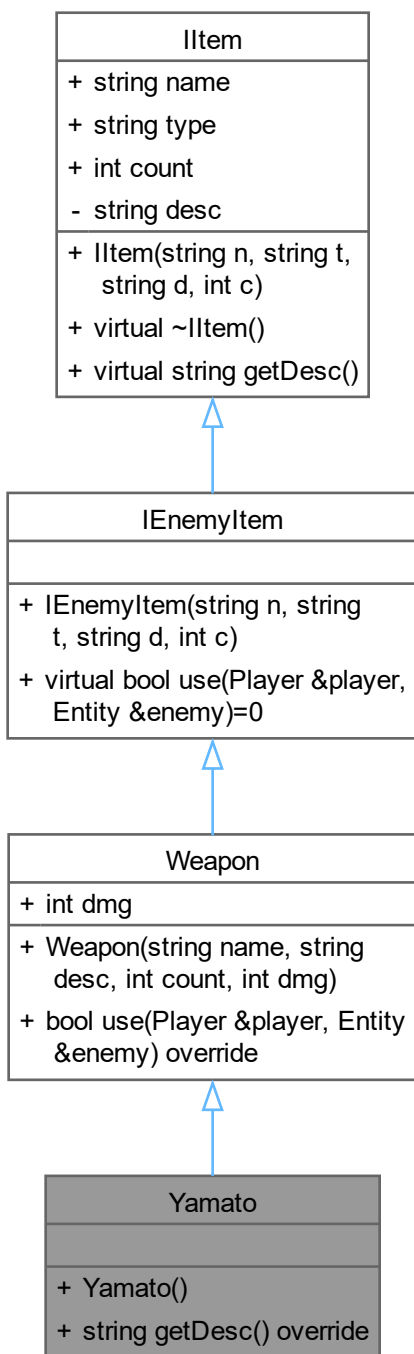 IItem
+ string name
+ string type
+ int count
- string desc
+ IItem(string n, string t,
string d, int c)
+ virtual ~IItem()
+ virtual string getDesc()
IEnemyItem
+ IEnemyItem(string n, string
t, string d, int c)
+ virtual bool use(Player &player,
Entity &enemy)=0
Weapon
+ int dmg
+ Weapon(string name, string
desc, int count, int dmg)
+ bool use(Player &player, Entity
&enemy) override
Yamato
+ Yamato()
+ string getDesc() override